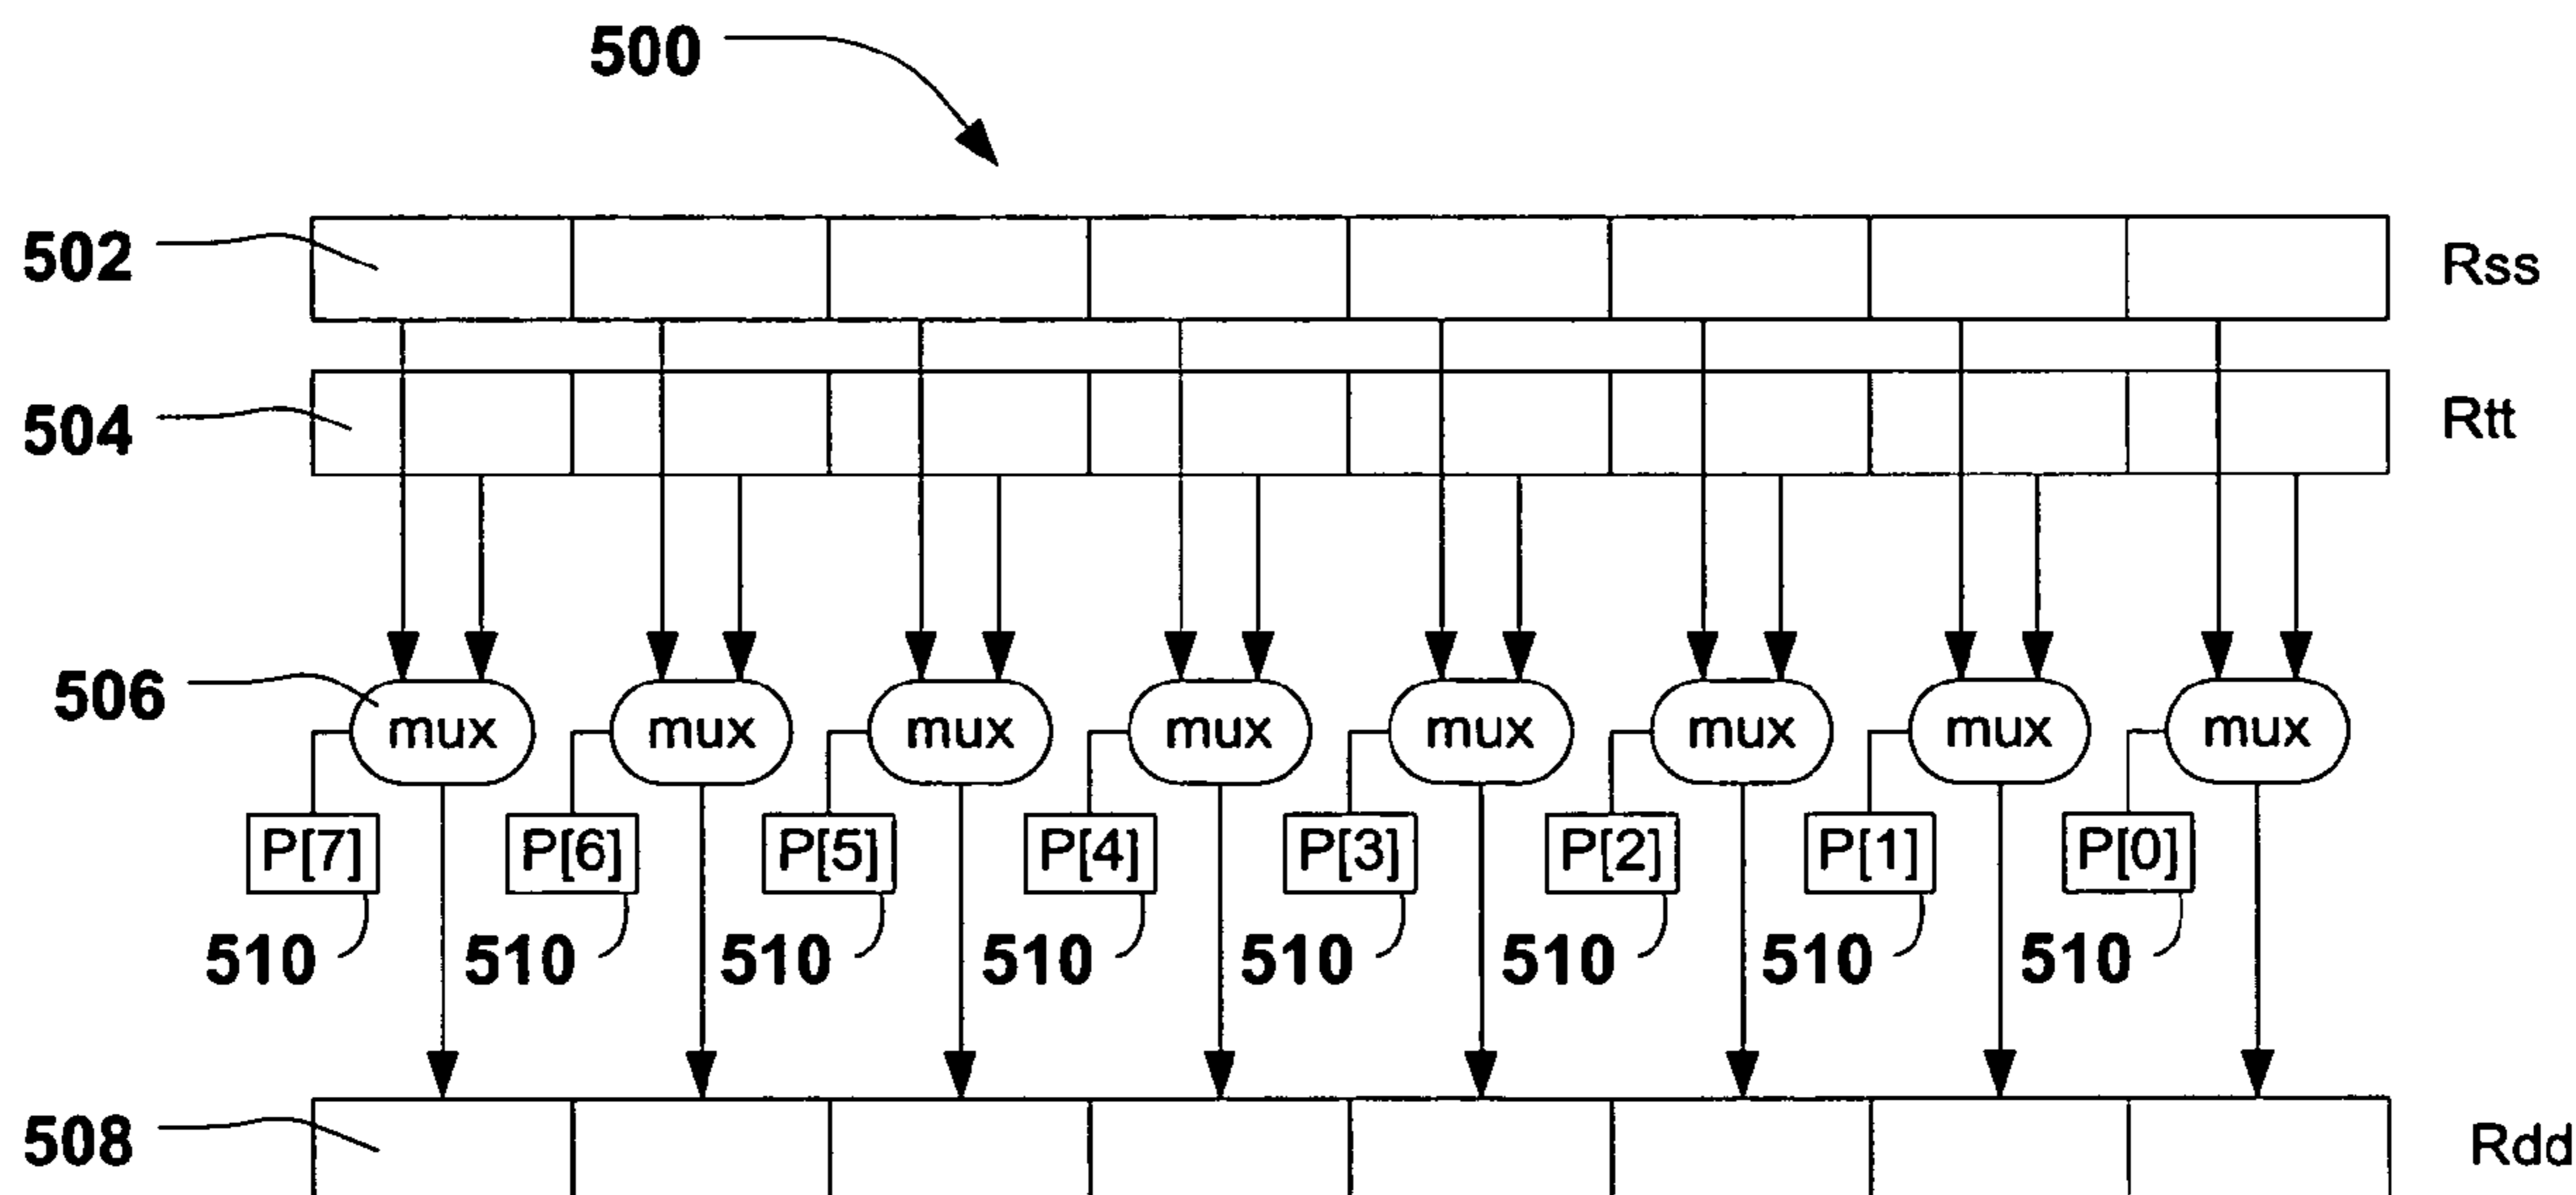 500
502 Rss
504 Rtt
506 mux mux mux mux mux mux mux mux
P[7] P[6] P[5] P[4] P[3] P[2] P[1] P[0]
510 510 510 510 510 510 510 510
508 Rdd